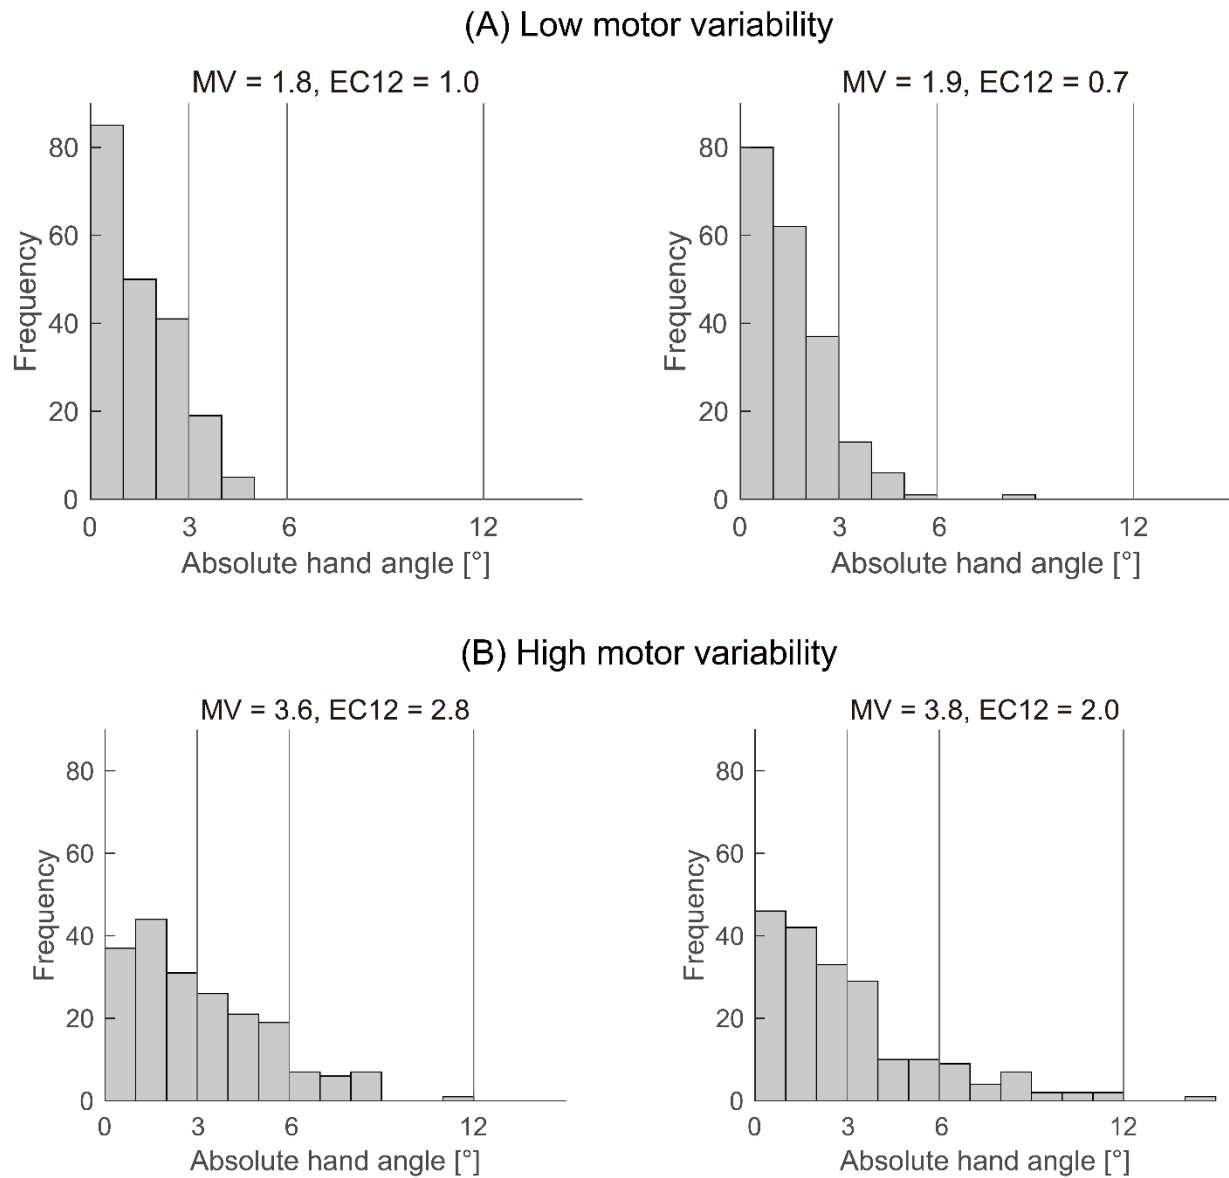 (A) Low motor variability
MV = 1.8, EC12 = 1.0
80
60
40
20
0
Frequency
0 3 6 12
Absolute hand angle [°]
MV = 1.9, EC12 = 0.7
80
60
40
20
0
Frequency
0 3 6 12
Absolute hand angle [°]
(B) High motor variability
MV = 3.6, EC12 = 2.8
80
60
40
20
0
Frequency
0 3 6 12
Absolute hand angle [°]
MV = 3.8, EC12 = 2.0
80
60
40
20
0
Frequency
0 3 6 12
Absolute hand angle [°]